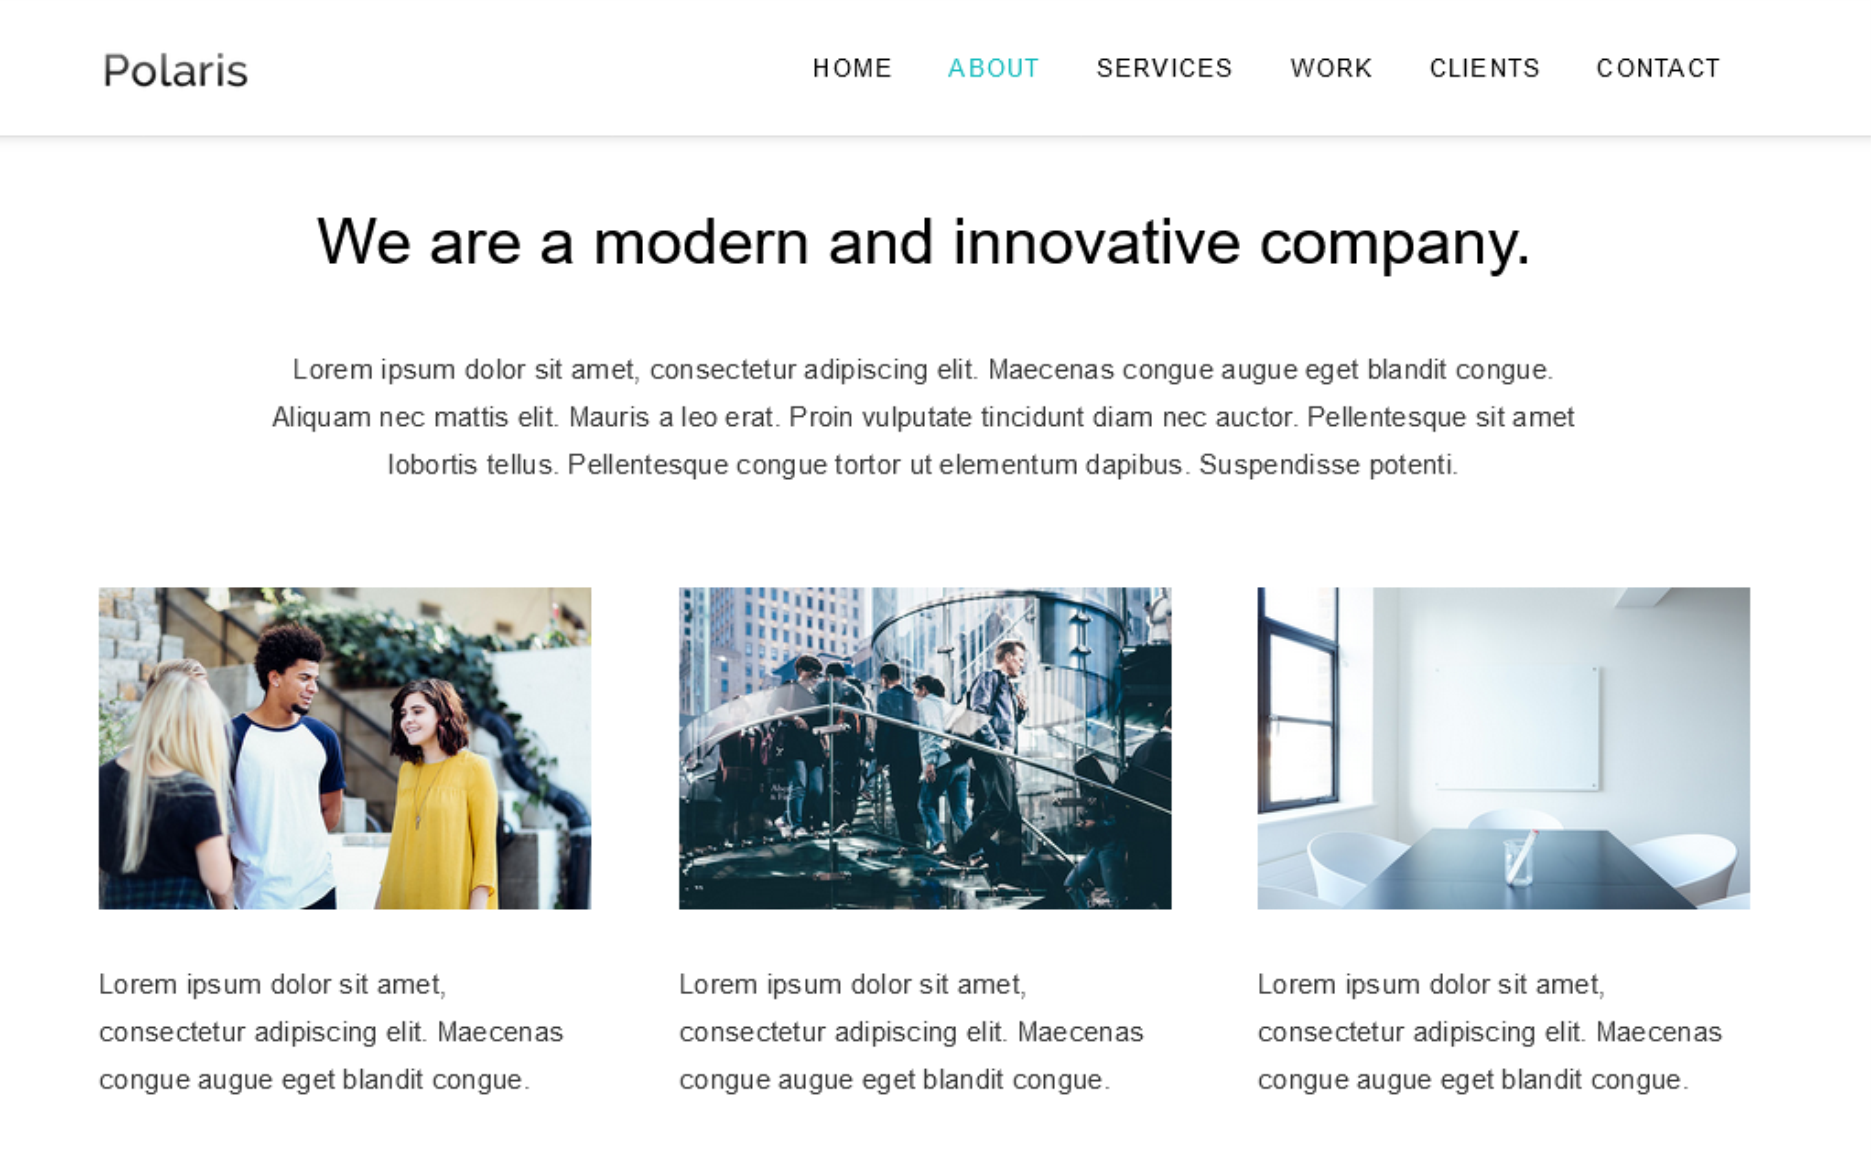 Polaris
HOME ABOUT SERVICES WORK CLIENTS CONTACT
We are a modern and innovative company.
Lorem ipsum dolor sit amet, consectetur adipiscing elit. Maecenas congue augue eget blandit congue.
Aliquam nec mattis elit. Mauris a leo erat. Proin vulputate tincidunt diam nec auctor. Pellentesque sit amet
lobortis tellus. Pellentesque congue tortor ut elementum dapibus. Suspendisse potenti.
Lorem ipsum dolor sit amet,
consectetur adipiscing elit. Maecenas
congue augue eget blandit congue.
Lorem ipsum dolor sit amet,
consectetur adipiscing elit. Maecenas
congue augue eget blandit congue.
Lorem ipsum dolor sit amet,
consectetur adipiscing elit. Maecenas
congue augue eget blandit congue.